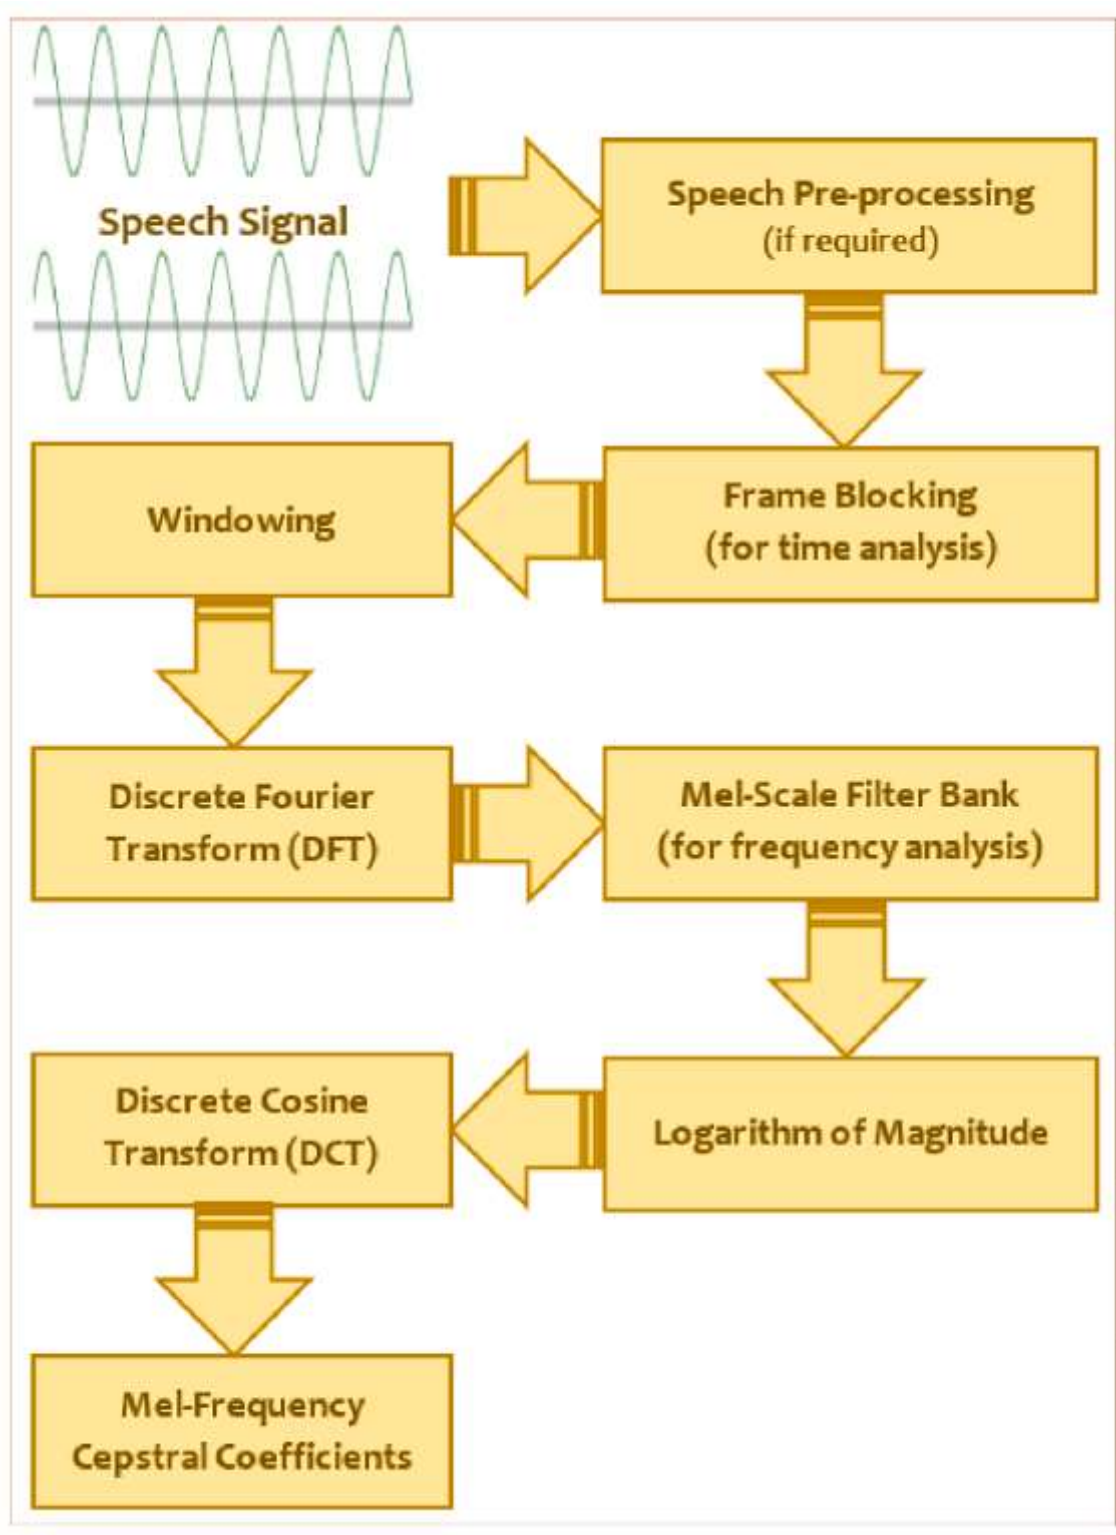 Speech Signal
Speech Pre-processing
(if required)
Frame Blocking
(for time analysis)
Windowing
Discrete Fourier
Transform (DFT)
Mel-Scale Filter Bank
(for frequency analysis)
Logarithm of Magnitude
Discrete Cosine
Transform (DCT)
Mel-Frequency
Cepstral Coefficients